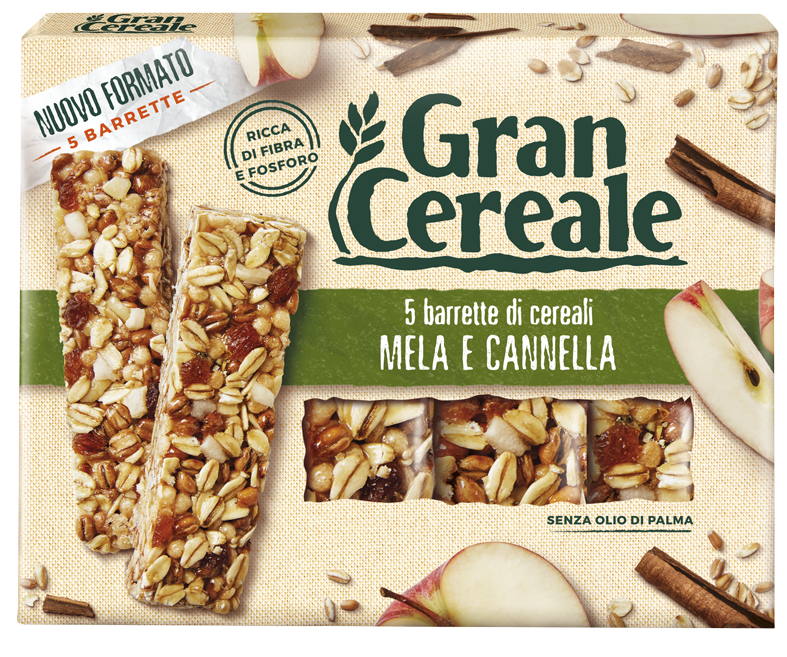 Gran
Cereale
NUOVO FORMATO
5 BARRETTE
RICCA
DI FIBRA
E FOSFORO
Gran
Cereale
5 barrette di cereali
MELA E CANNELLA
SENZA OLIO DI PALMA